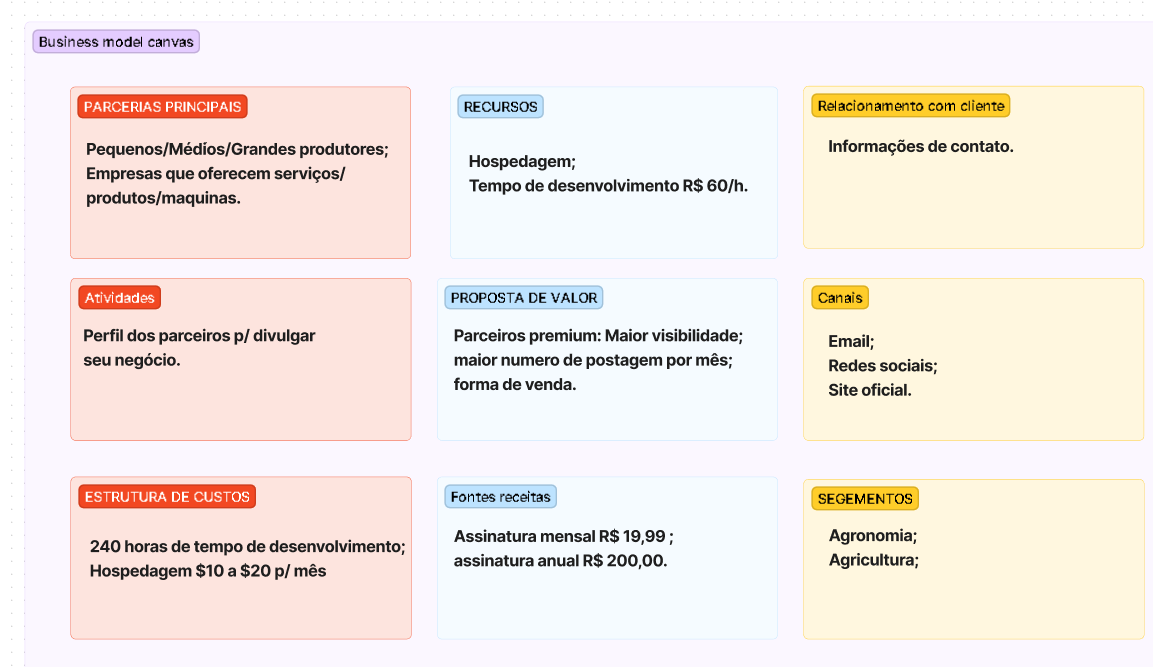 Business model canvas
PARCERIAS PRINCIPAIS
Pequenos/Médíos/Grandes produtores;
Empresas que oferecem serviços/
produtos/maquinas.
RECURSOS
Hospedagem;
Tempo de desenvolvimento R$ 60/h.
Relacionamento com cliente
Informações de contato.
Atividades
Perfil dos parceiros p/ divulgar
seu negócio.
PROPOSTA DE VALOR
Parceiros premium: Maior visibilidade;
maior numero de postagem por mês;
forma de venda.
Canais
Email;
Redes sociais;
Site oficial.
ESTRUTURA DE CUSTOS
240 horas de tempo de desenvolvimento;
Hospedagem $10 a $20 p/ mês
Fontes receitas
Assinatura mensal R$ 19,99 ;
assinatura anual R$ 200,00.
SEGEMENTOS
Agronomia;
Agricultura;